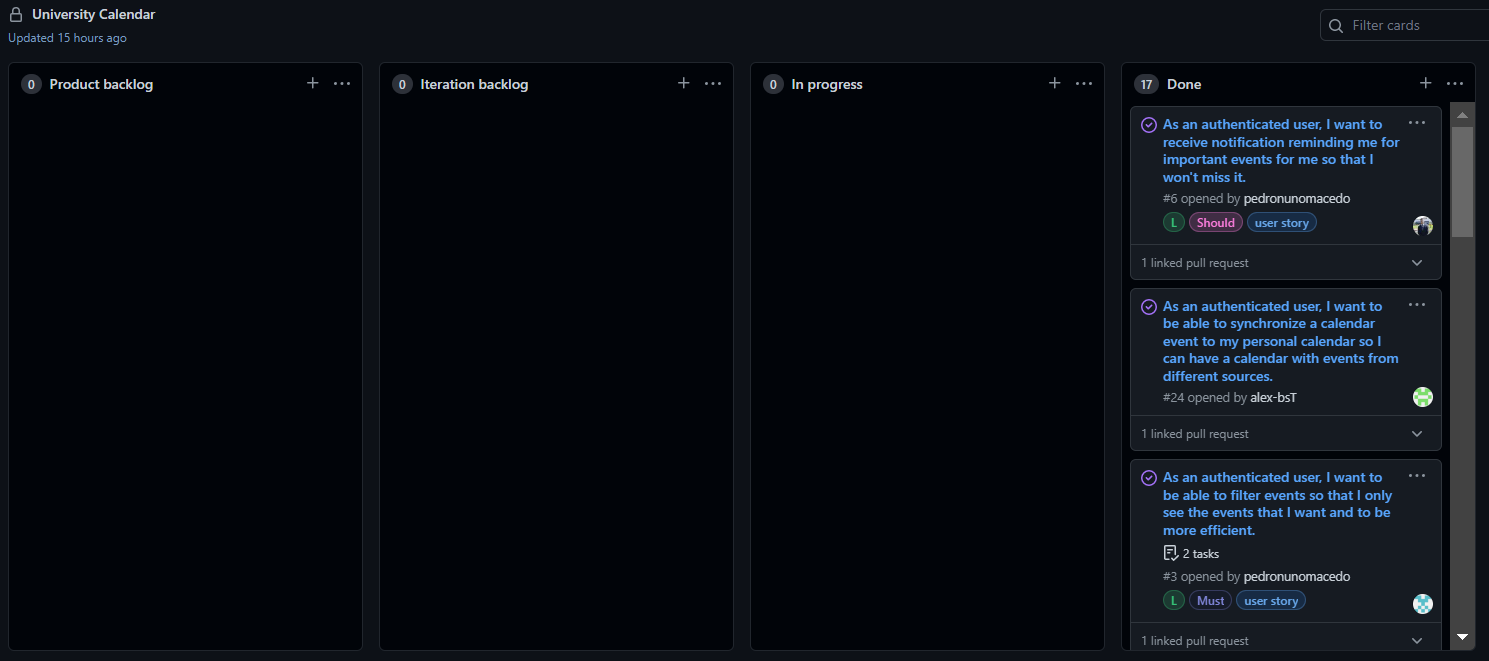 University Calendar
Updated 15 hours ago
Filter cards
0 Product backlog
0 Iteration backlog
0 In progress
17 Done
As an authenticated user, I want to
receive notification reminding me for
important events for me so that I
won't miss it.
#6 opened by pedronunomacedo
L Should user story
1 linked pull request
As an authenticated user, I want to
be able to synchronize a calendar
event to my personal calendar so I
can have a calendar with events from
different sources.
#24 opened by alex-bsT
1 linked pull request
As an authenticated user, I want to
be able to filter events so that I only
see the events that I want and to be
more efficient.
2 tasks
#3 opened by pedronunomacedo
L Must user story
1 linked pull request